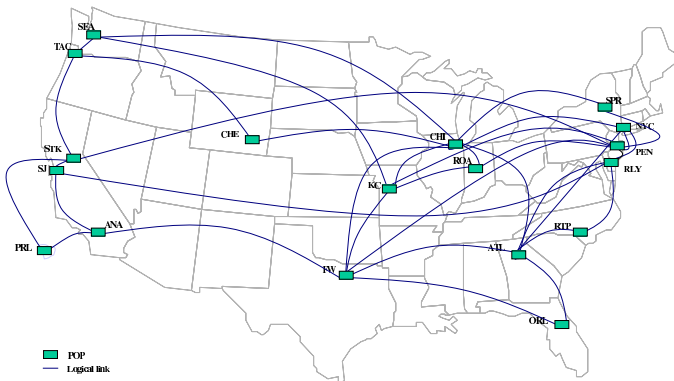 SEA
TAC
SPR
NYC
CHE
CHI
STK
PEN
ROA
SJ
RLY
KC
ANA
RTP
PRL
ATL
FW
ORL
POP
Logical link